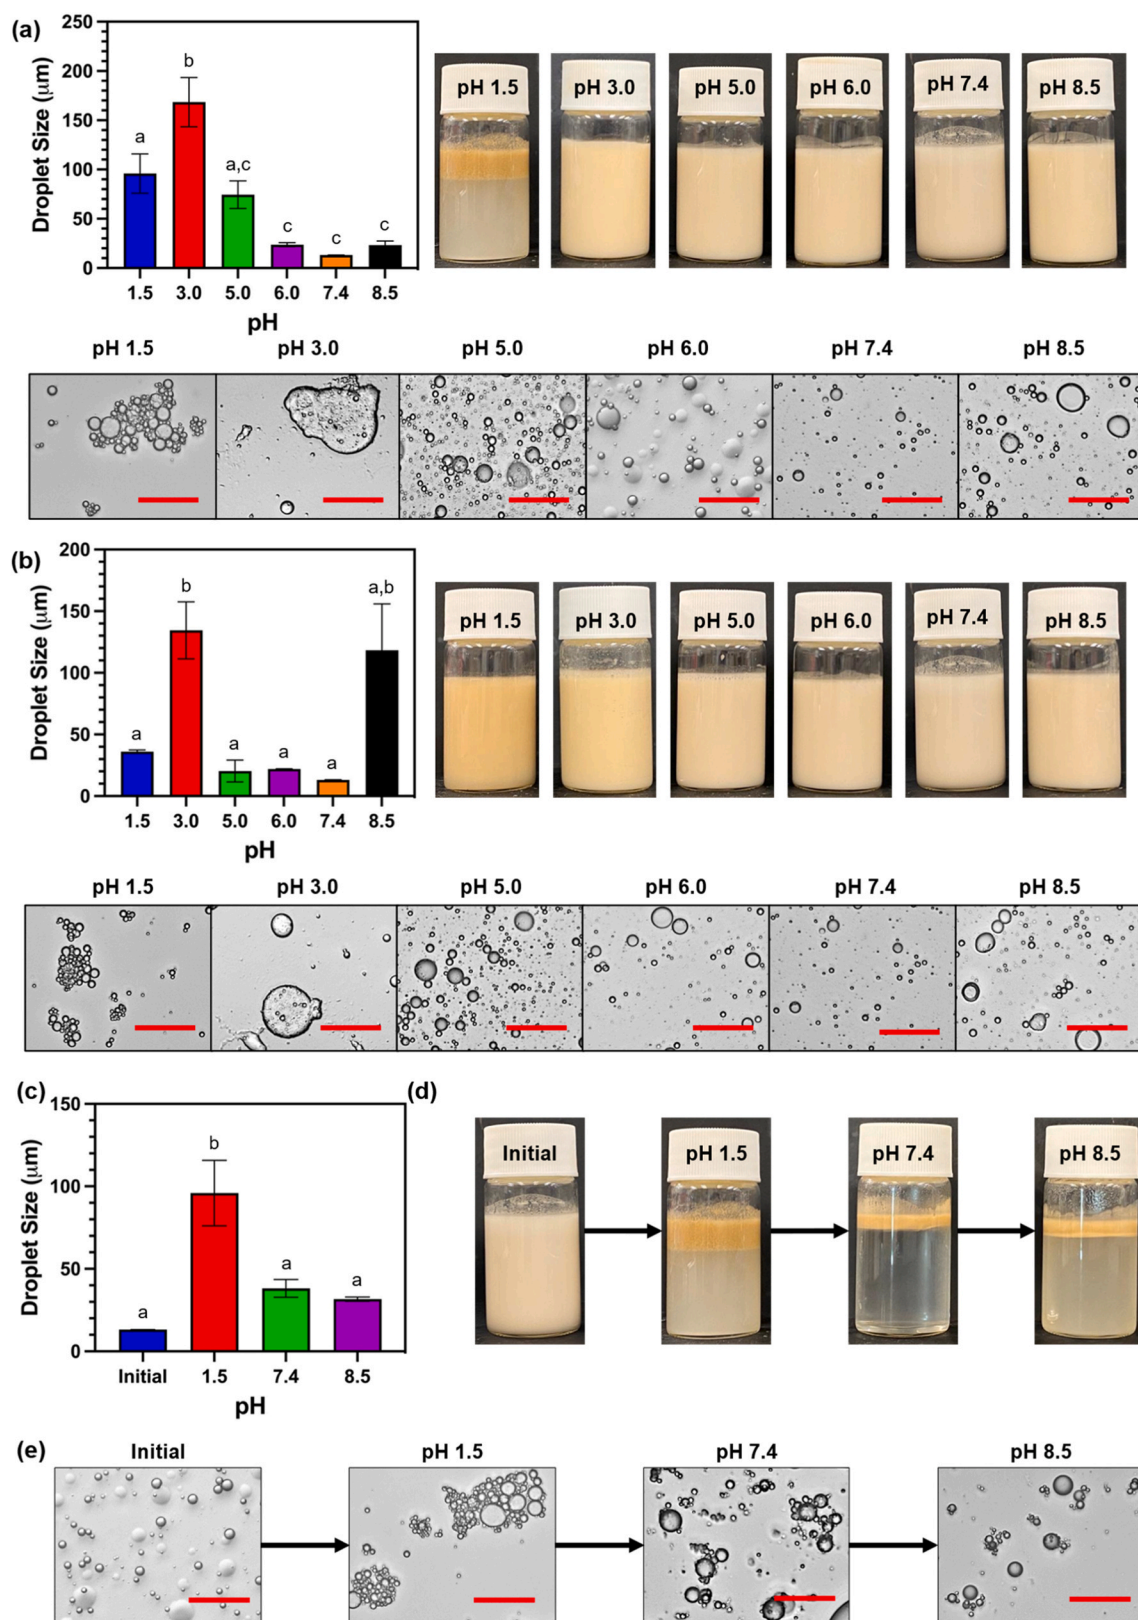 (a)
Droplet Size (μm)
250
200
150
100
50
0
a
b
a,c
c
c
c
1.5 3.0 5.0 6.0 7.4 8.5
pH
pH 1.5 pH 3.0 pH 5.0 pH 6.0 pH 7.4 pH 8.5
pH 1.5 pH 3.0 pH 5.0 pH 6.0 pH 7.4 pH 8.5
(b)
Droplet Size (μm)
200
150
100
50
0
a
b
a
a
a
a,b
1.5 3.0 5.0 6.0 7.4 8.5
pH
pH 1.5 pH 3.0 pH 5.0 pH 6.0 pH 7.4 pH 8.5
pH 1.5 pH 3.0 pH 5.0 pH 6.0 pH 7.4 pH 8.5
(c)
Droplet Size (μm)
150
100
50
0
a
b
a
a
Initial 1.5 7.4 8.5
pH
(d)
Initial pH 1.5 pH 7.4 pH 8.5
(e)
Initial pH 1.5 pH 7.4 pH 8.5